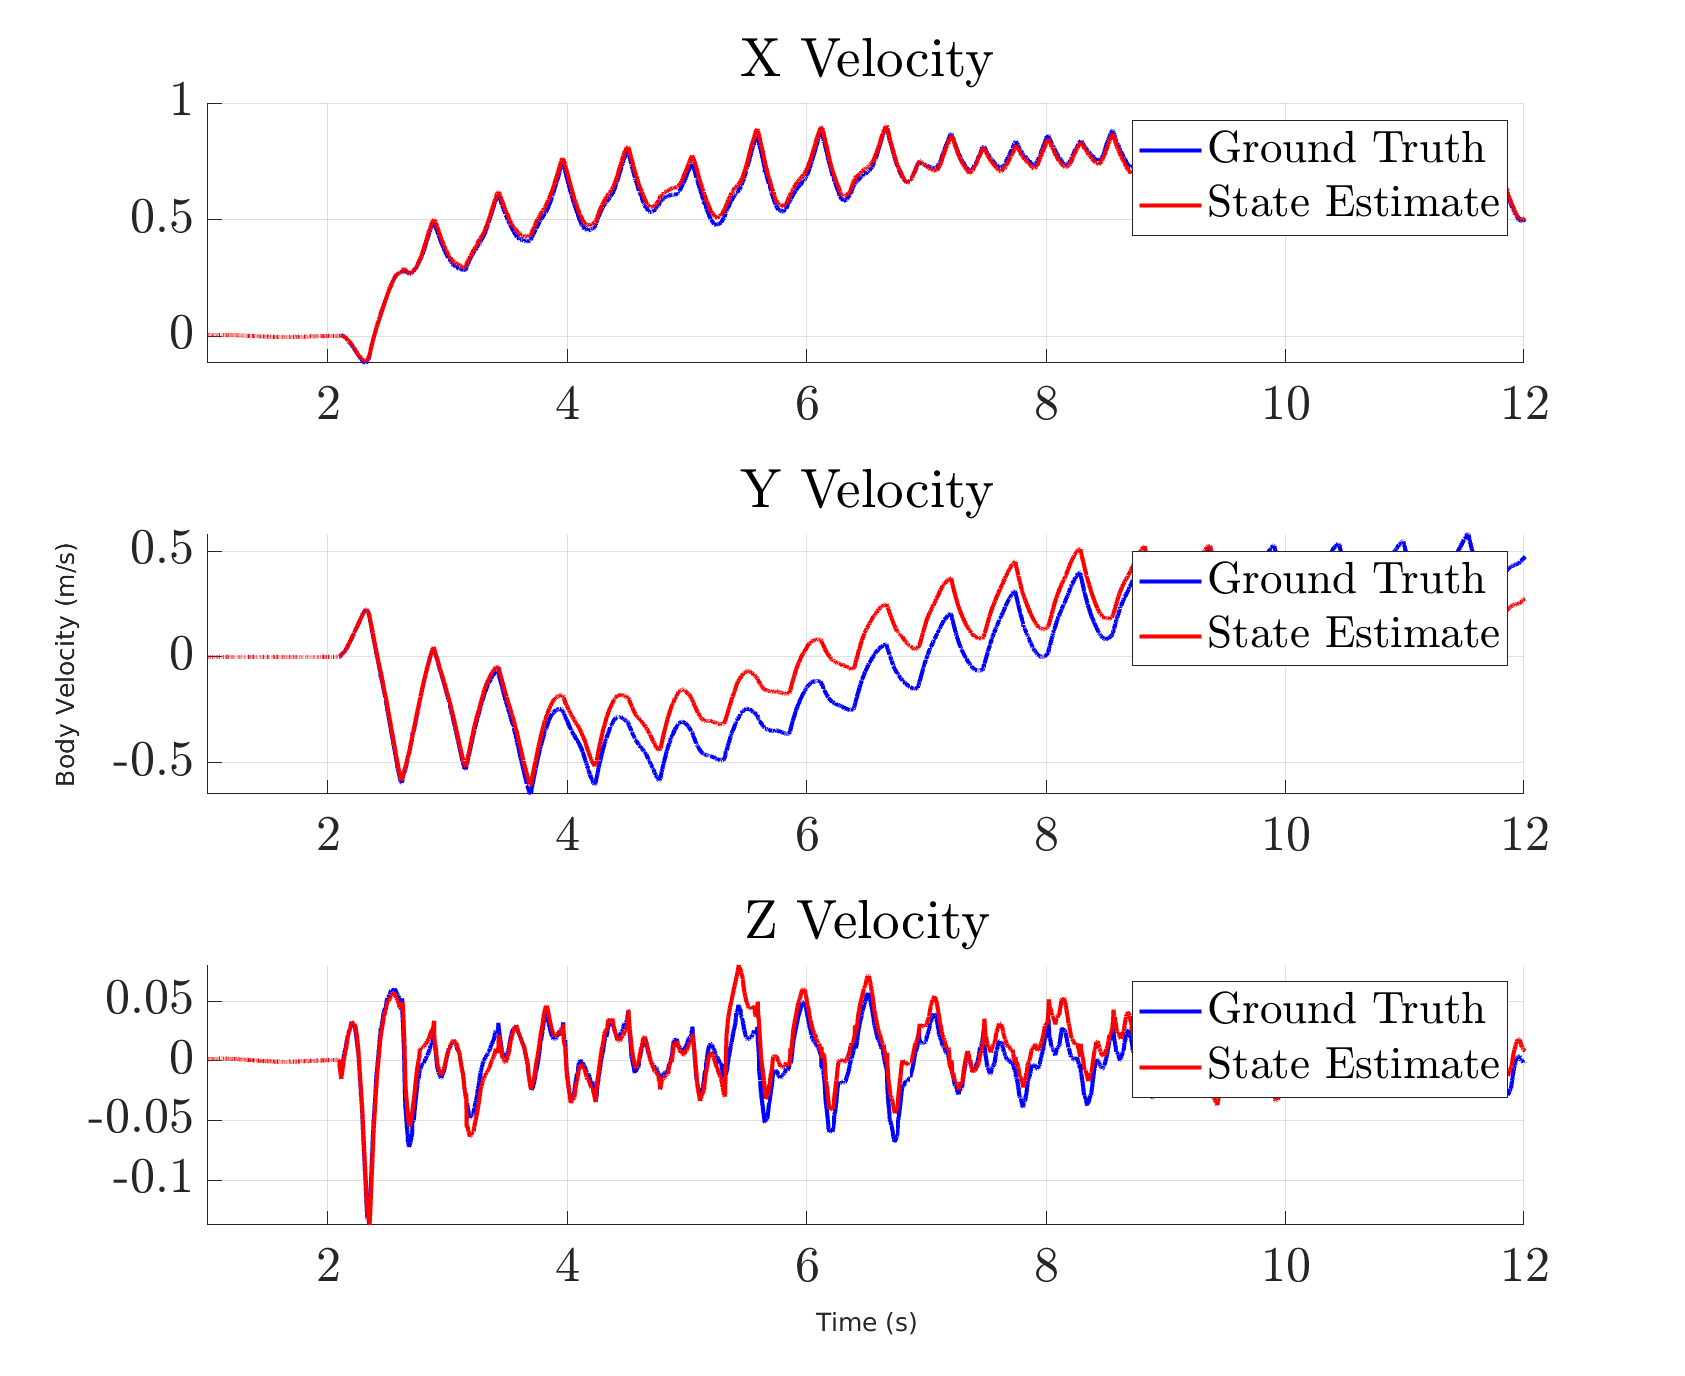 X Velocity
1
0.5
0
2 4 6 8 10 12
Ground Truth
State Estimate
Y Velocity
Body Velocity (m/s)
0.5
0
-0.5
2 4 6 8 10 12
Ground Truth
State Estimate
Z Velocity
0.05
0
-0.05
-0.1
2 4 6 8 10 12
Ground Truth
State Estimate
Time (s)